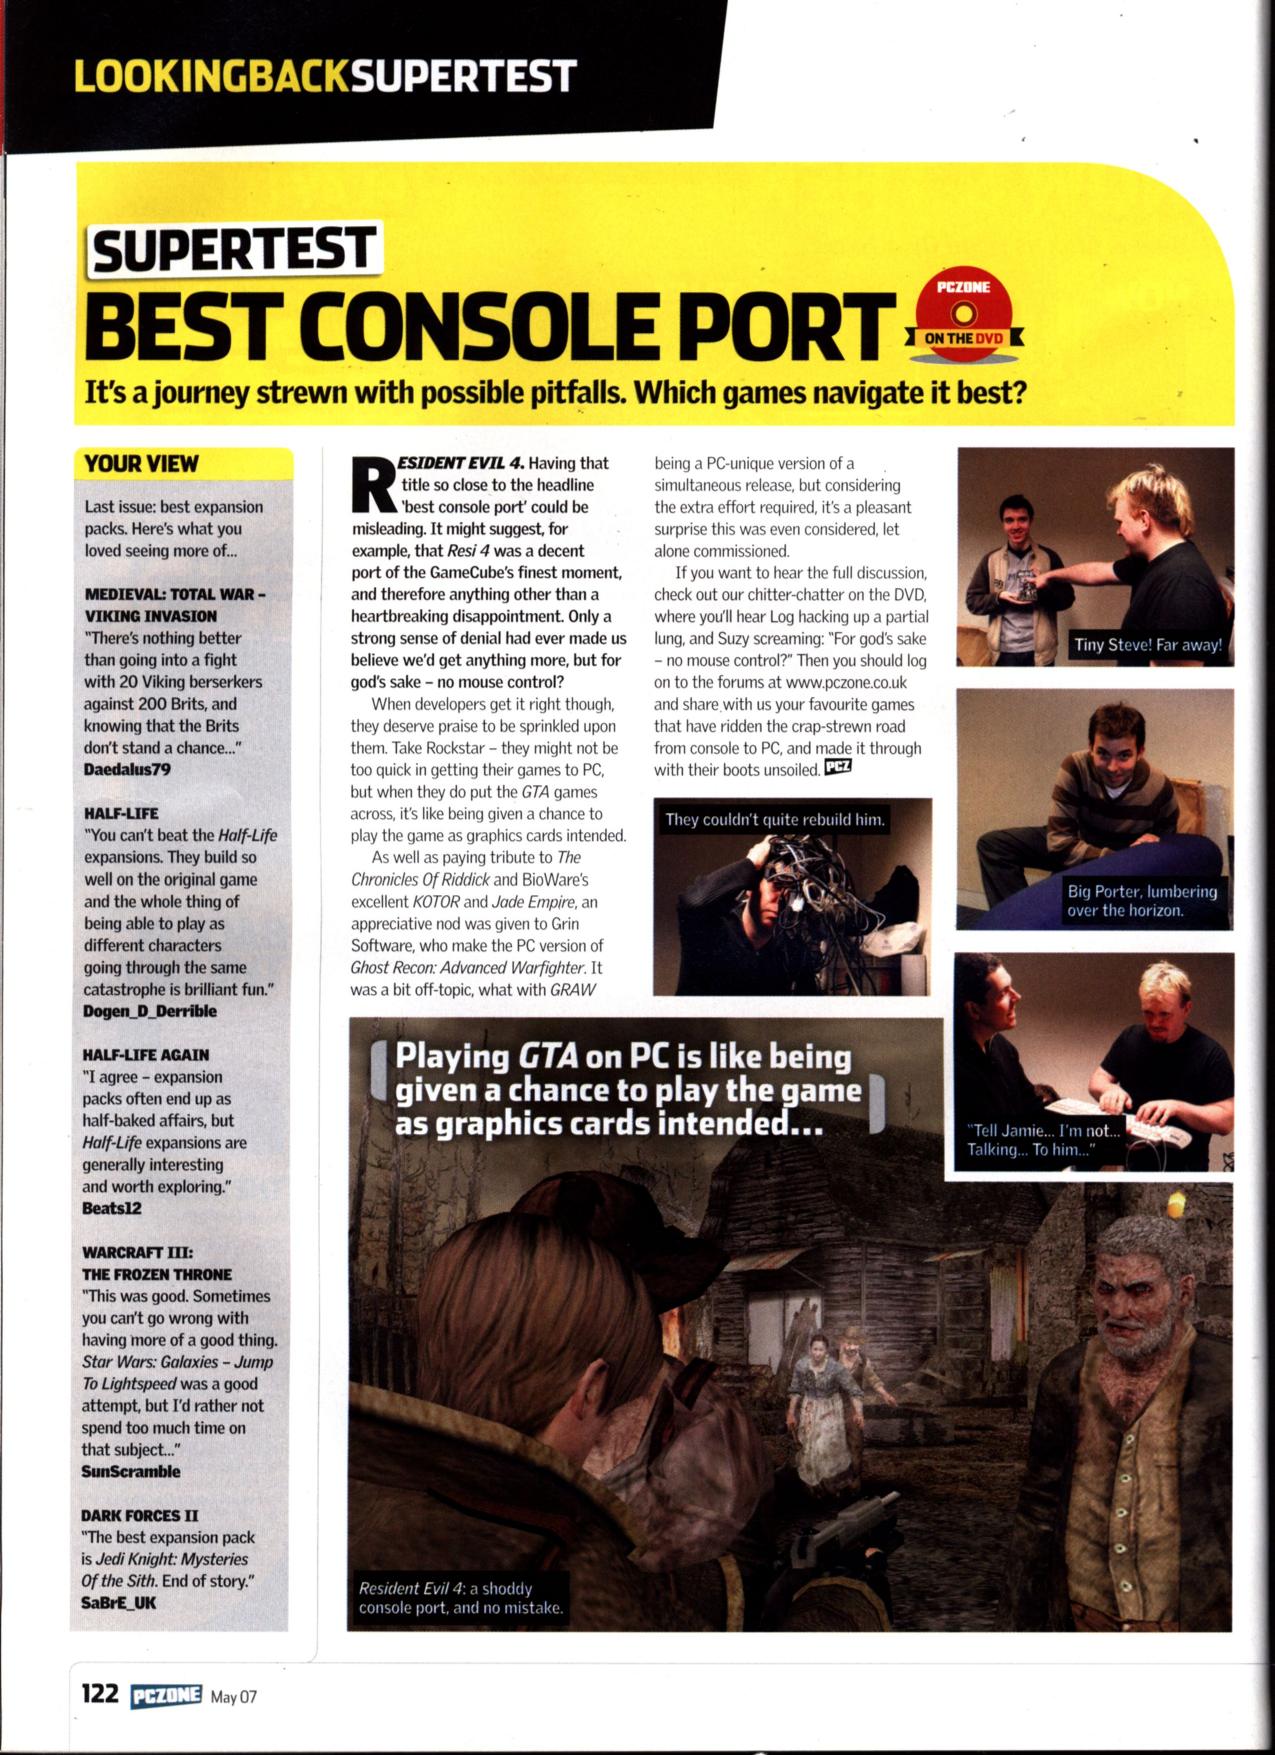 LOOKINGBACKSUPERTEST
SUPERTEST
BEST CONSOLE PORT
PCZONE
ON THE DVD
It's a journey strewn with possible pitfalls. Which games navigate it best?
YOUR VIEW
Last issue: best expansion
packs. Here's what you
loved seeing more of...
MEDIEVAL: TOTAL WAR –
VIKING INVASION
"There's nothing better
than going into a fight
with 20 Viking berserkers
against 200 Brits, and
knowing that the Brits
don't stand a chance..."
Daedalus79
HALF-LIFE
"You can't beat the Half-Life
expansions. They build so
well on the original game
and the whole thing of
being able to play as
different characters
going through the same
catastrophe is brilliant fun."
Dogen_D_Derrible
HALF-LIFE AGAIN
"I agree – expansion
packs often end up as
half-baked affairs, but
Half-Life expansions are
generally interesting
and worth exploring."
Beats12
WARCRAFT III:
THE FROZEN THRONE
"This was good. Sometimes
you can't go wrong with
having more of a good thing.
Star Wars: Galaxies – Jump
To Lightspeed was a good
attempt, but I'd rather not
spend too much time on
that subject..."
SunScramble
DARK FORCES II
"The best expansion pack
is Jedi Knight: Mysteries
Of the Sith. End of story."
SaBrE_UK
RESIDENT EVIL 4. Having that
title so close to the headline
'best console port' could be
misleading. It might suggest, for
example, that Resi 4 was a decent
port of the GameCube's finest moment,
and therefore anything other than a
heartbreaking disappointment. Only a
strong sense of denial had ever made us
believe we'd get anything more, but for
god's sake – no mouse control?
When developers get it right though,
they deserve praise to be sprinkled upon
them. Take Rockstar – they might not be
too quick in getting their games to PC,
but when they do put the GTA games
across, it's like being given a chance to
play the game as graphics cards intended.
As well as paying tribute to The
Chronicles Of Riddick and BioWare's
excellent KOTOR and Jade Empire, an
appreciative nod was given to Grin
Software, who make the PC version of
Ghost Recon: Advanced Warfighter. It
was a bit off-topic, what with GRAW
being a PC-unique version of a
simultaneous release, but considering
the extra effort required, it's a pleasant
surprise this was even considered, let
alone commissioned.
If you want to hear the full discussion,
check out our chitter-chatter on the DVD,
where you'll hear Log hacking up a partial
lung, and Suzy screaming: "For god's sake
– no mouse control?" Then you should log
on to the forums at www.pczone.co.uk
and share with us your favourite games
that have ridden the crap-strewn road
from console to PC, and made it through
with their boots unsoiled. PCZ
They couldn't quite rebuild him.
Tiny Steve! Far away!
Big Porter, lumbering
over the horizon.
"Tell Jamie... I'm not...
Talking... To him..."
Playing GTA on PC is like being
given a chance to play the game
as graphics cards intended...
Resident Evil 4: a shoddy
console port, and no mistake.
122 PCZONE May 07